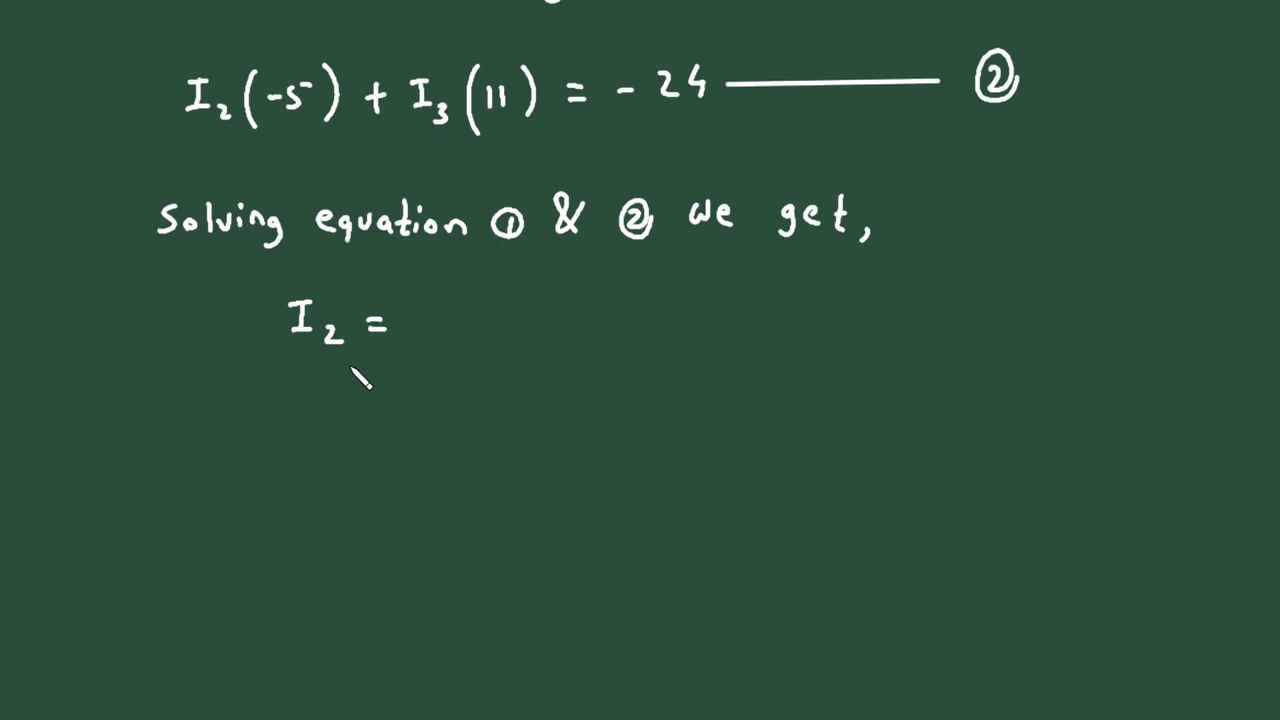 I₂(-5) + I₃(11) = - 24 ——— ②
Solving equation ① & ② we get,
I₂ =